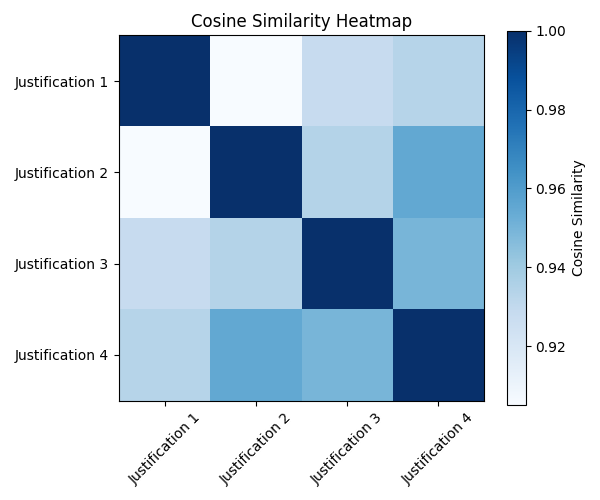 Cosine Similarity Heatmap
Justification 1
Justification 2
Justification 3
Justification 4
Justification 1
Justification 2
Justification 3
Justification 4
1.00
0.98
0.96
0.94
0.92
Cosine Similarity